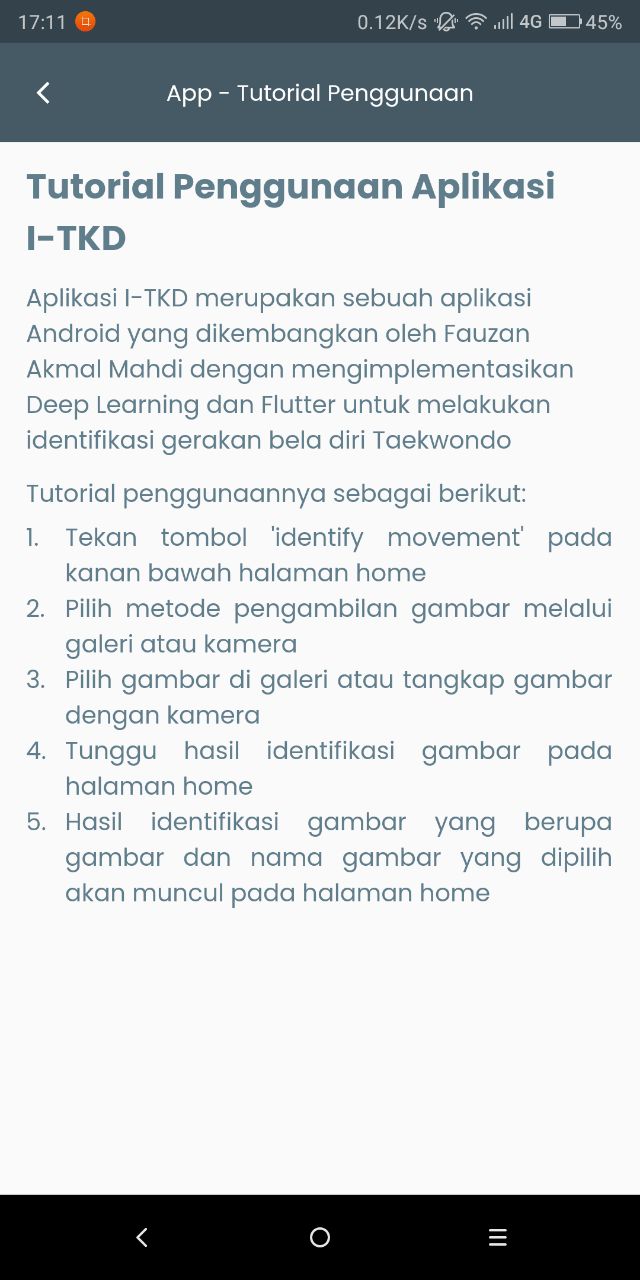 17:11 0.12K/s 4G 45%
App - Tutorial Penggunaan
Tutorial Penggunaan Aplikasi
I-TKD
Aplikasi I-TKD merupakan sebuah aplikasi
Android yang dikembangkan oleh Fauzan
Akmal Mahdi dengan mengimplementasikan
Deep Learning dan Flutter untuk melakukan
identifikasi gerakan bela diri Taekwondo
Tutorial penggunaannya sebagai berikut:
1. Tekan tombol 'identify movement' pada
kanan bawah halaman home
2. Pilih metode pengambilan gambar melalui
galeri atau kamera
3. Pilih gambar di galeri atau tangkap gambar
dengan kamera
4. Tunggu hasil identifikasi gambar pada
halaman home
5. Hasil identifikasi gambar yang berupa
gambar dan nama gambar yang dipilih
akan muncul pada halaman home